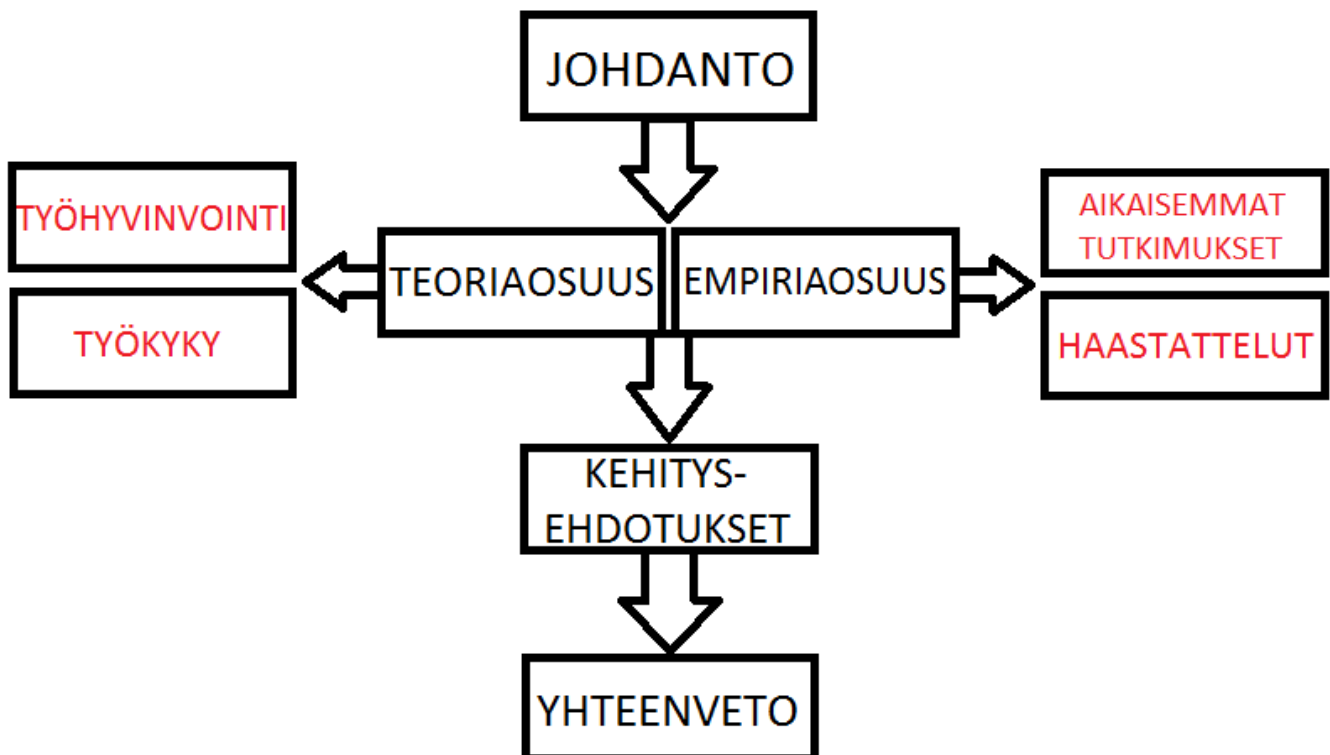 JOHDANTO
TYÖHYVINVOINTI
TYÖKYKY
TEORIAOSUUS
EMPIRIAOSUUS
AIKAISEMMAT
TUTKIMUKSET
HAASTATTELUT
KEHITYS-
EHDOTUKSET
YHTEENVETO